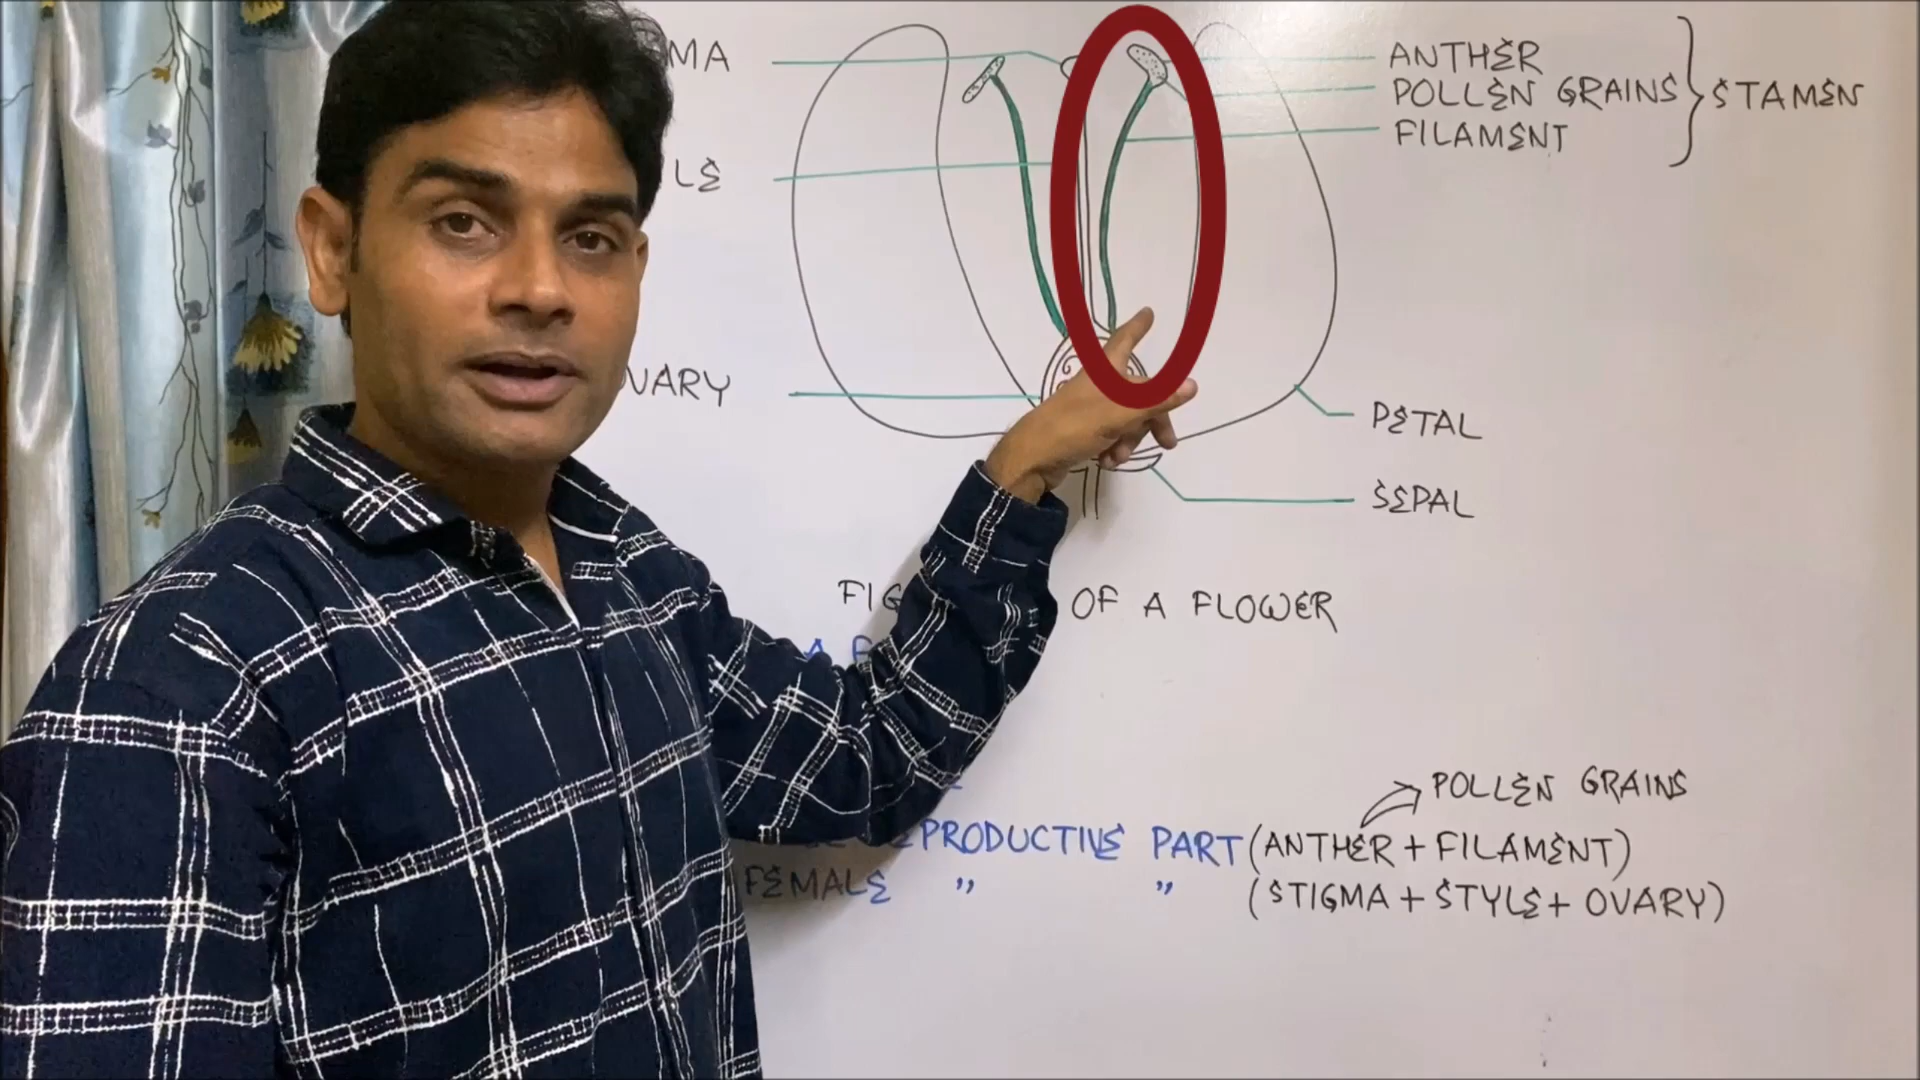 MA
ANTHER
POLLEN GRAINS } STAMEN
FILAMENT
LE
VARY
PETAL
SEPAL
FIG OF A FLOWER
A
POLLEN GRAINS
EPRODUCTIVE PART (ANTHER + FILAMENT)
FEMALE " " (STIGMA + STYLE + OVARY)